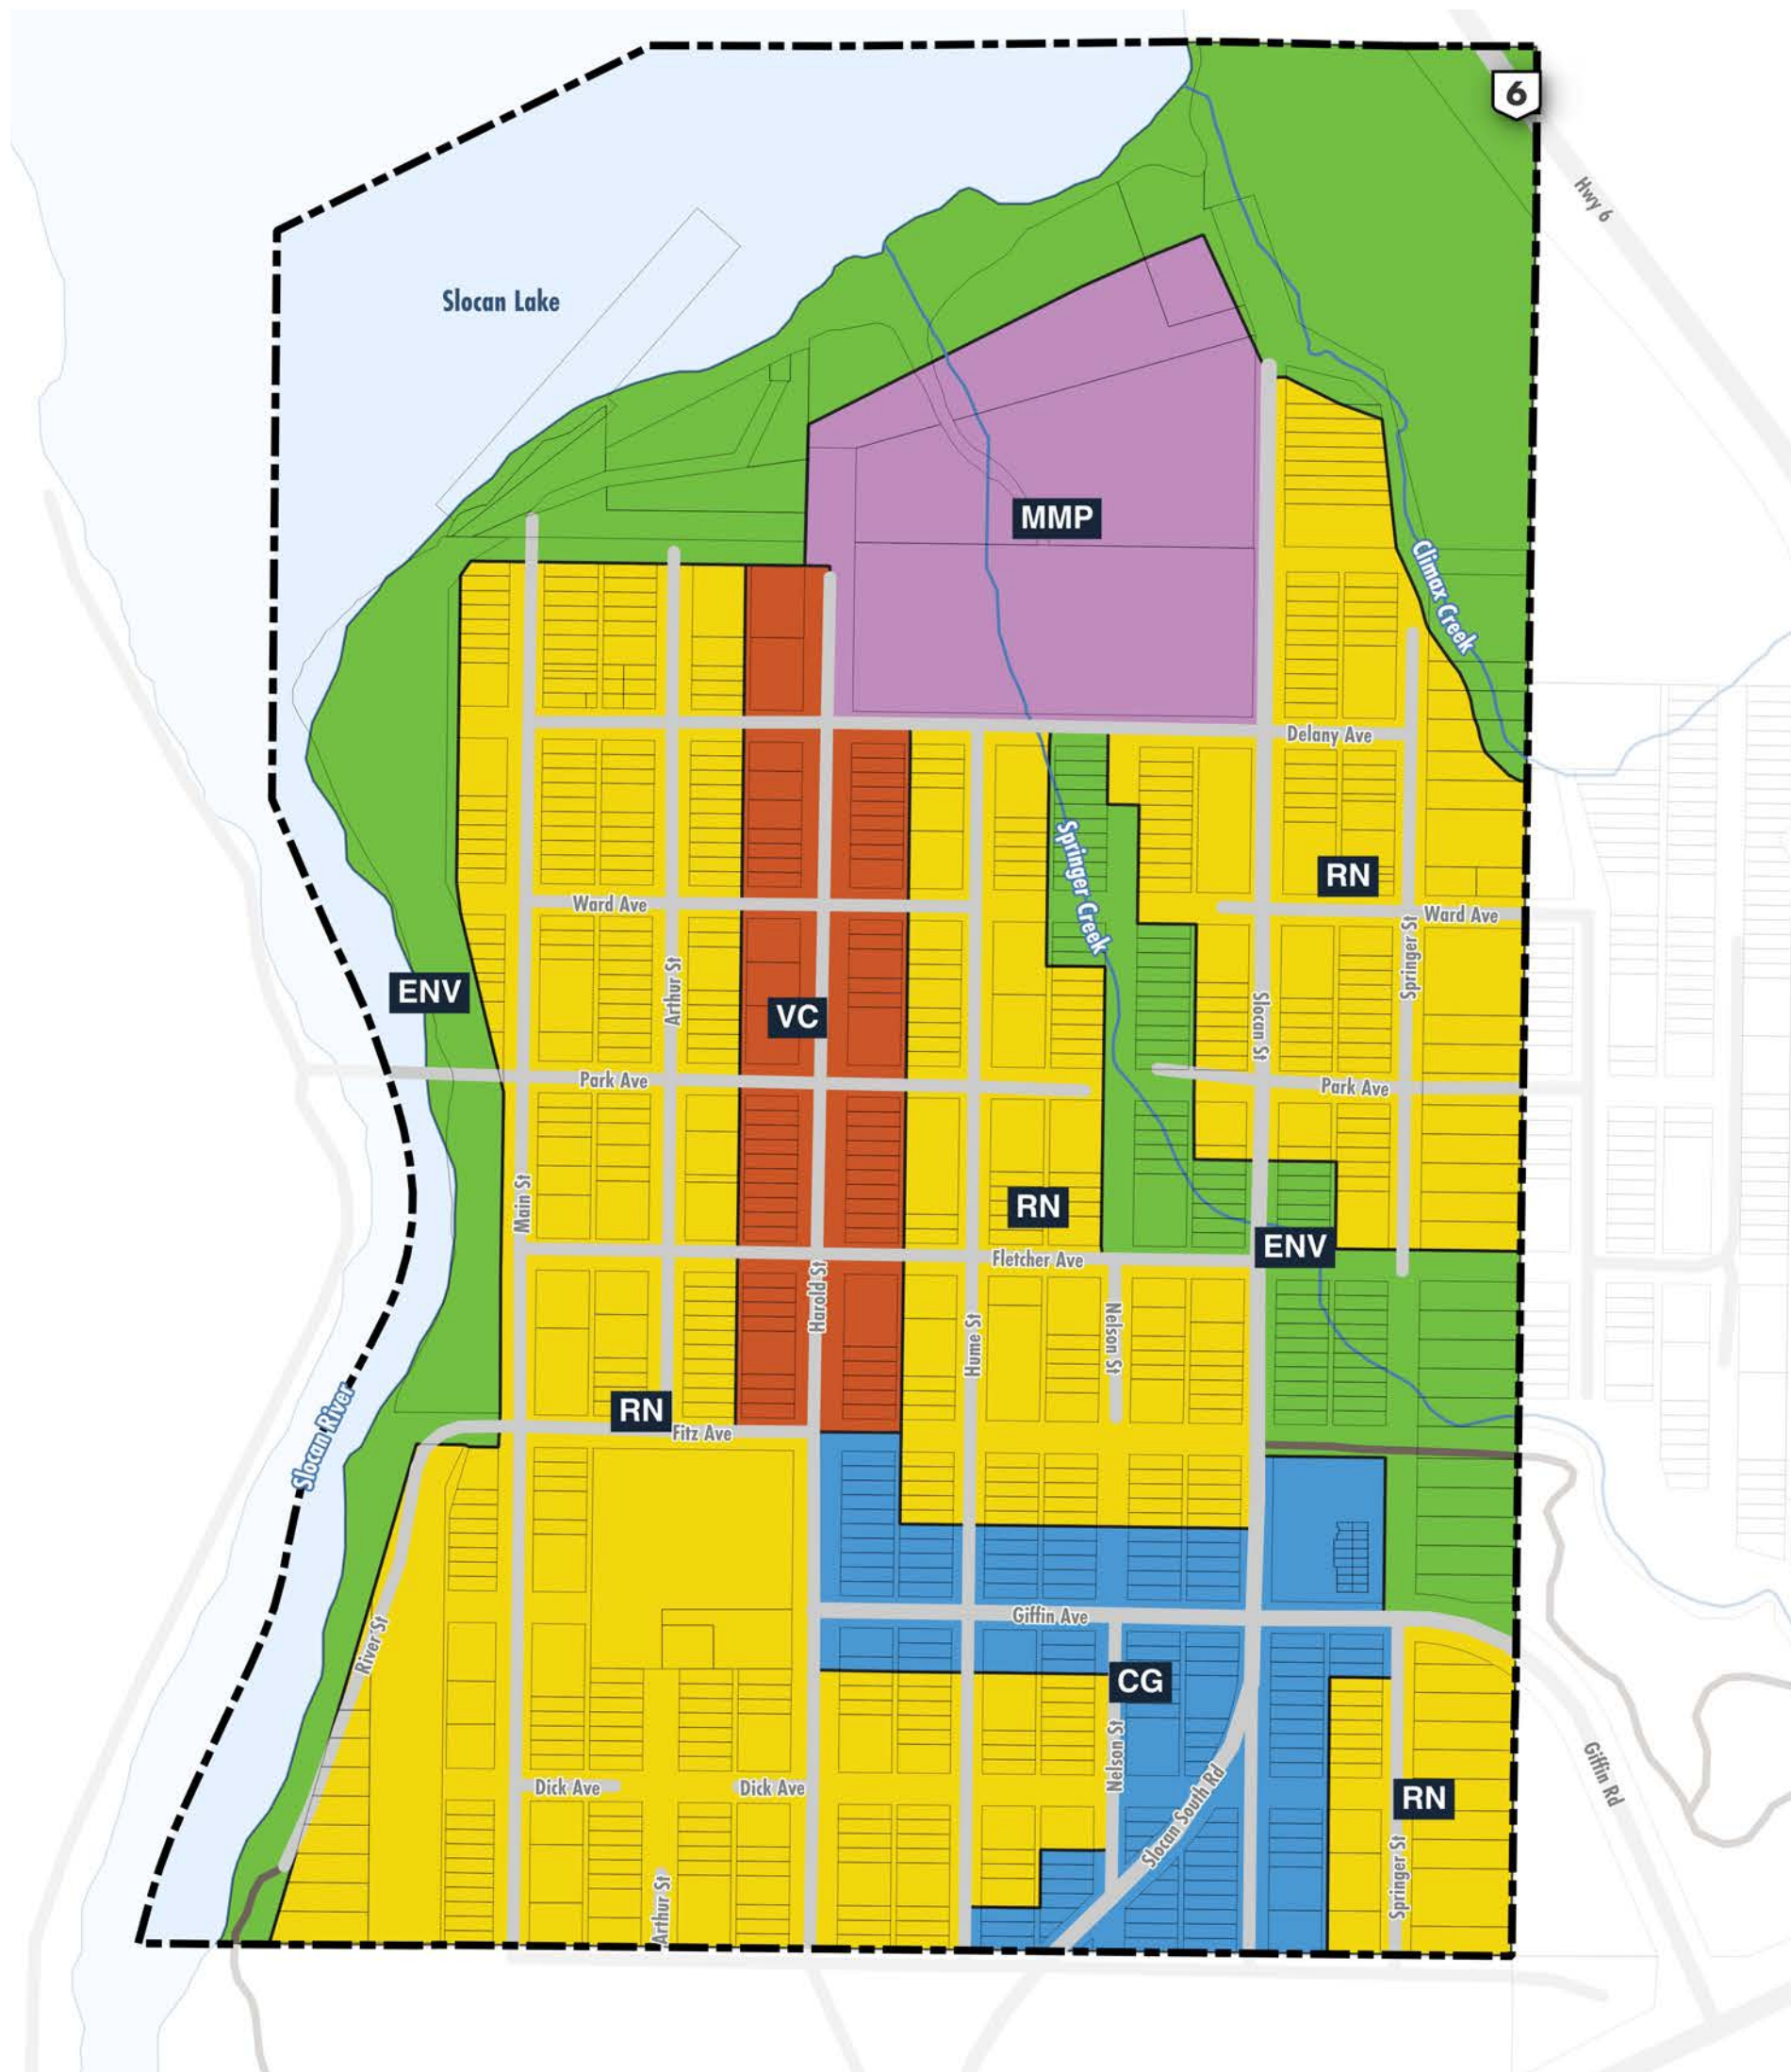 6
Hwy 6
Slocan Lake
MMP
Climax Creek
Delany Ave
Springer Creek
RN
Ward Ave
Ward Ave
Springer St
Arthur St
ENV
VC
Slocan St
Park Ave
Park Ave
Main St
RN
ENV
Fletcher Ave
Harold St
Hume St
Nelson St
Slocan River
RN
Fitz Ave
Giffin Ave
River St
CG
Nelson St
Giffin Rd
Dick Ave
Dick Ave
Slocan South Rd
RN
Springer St
Arthur St